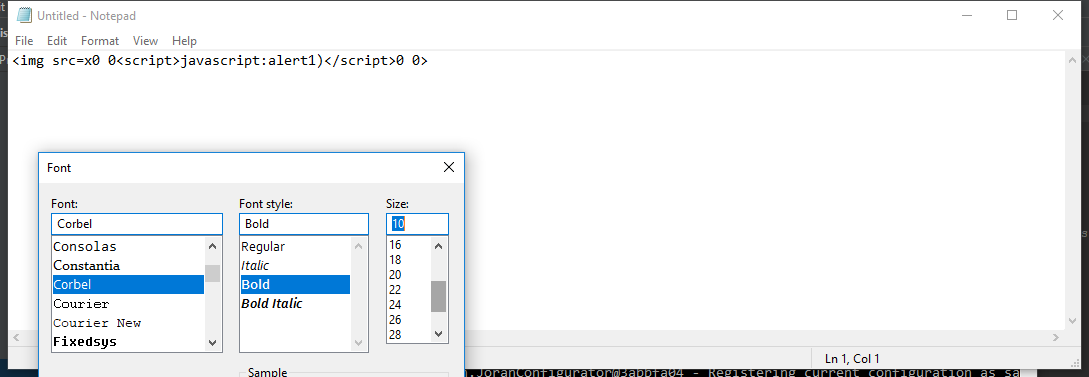 Untitled - Notepad
File Edit Format View Help
<img src=x0 0<script>javascript:alert1)</script>0 0>
Font
Font: Font style: Size:
Corbel Bold 10
Consolas Regular 16
Constantia Italic 18
Corbel Bold 20
Courier Bold Italic 22
Courier New 24
Fixedsys 26
28
Ln 1, Col 1
Sample
.JoranConfigurator@3abbfa04 - Registering current configuration as sa